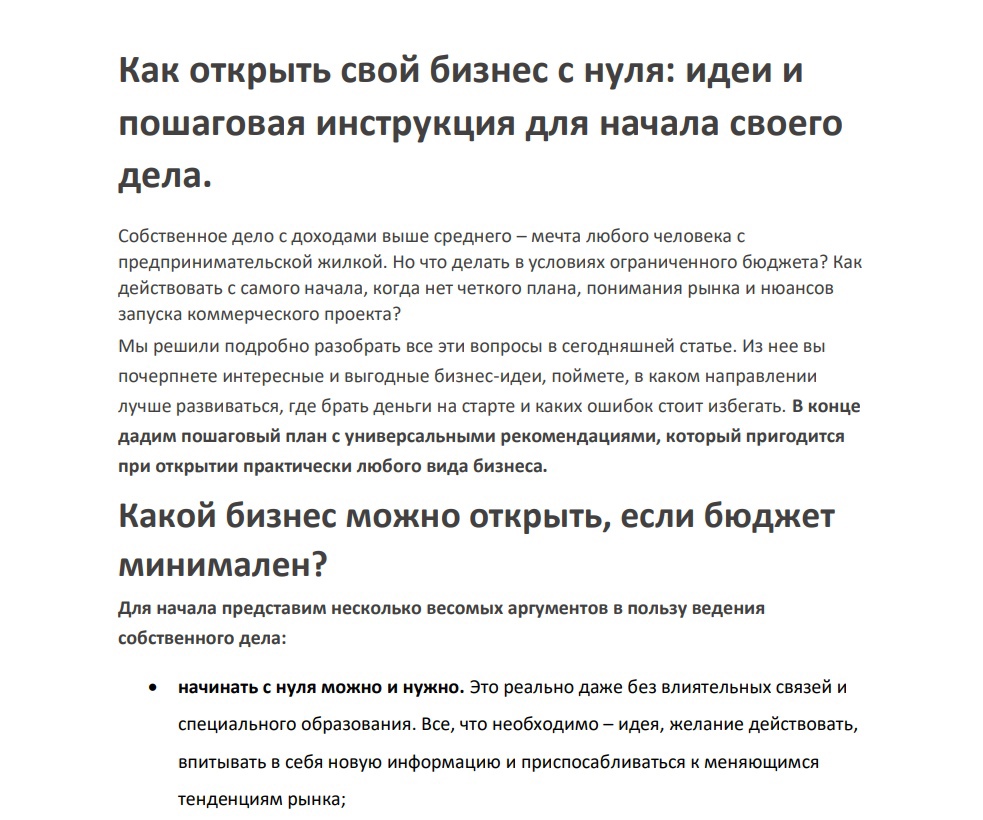 Как открыть свой бизнес с нуля: идеи и
пошаговая инструкция для начала своего
дела.
Собственное дело с доходами выше среднего – мечта любого человека с
предпринимательской жилкой. Но что делать в условиях ограниченного бюджета? Как
действовать с самого начала, когда нет четкого плана, понимания рынка и нюансов
запуска коммерческого проекта?
Мы решили подробно разобрать все эти вопросы в сегодняшней статье. Из нее вы
почерпнете интересные и выгодные бизнес-идеи, поймете, в каком направлении
лучше развиваться, где брать деньги на старте и каких ошибок стоит избегать. В конце
дадим пошаговый план с универсальными рекомендациями, который пригодится
при открытии практически любого вида бизнеса.
Какой бизнес можно открыть, если бюджет
минимален?
Для начала представим несколько весомых аргументов в пользу ведения
собственного дела:
• начинать с нуля можно и нужно. Это реально даже без влиятельных связей и
специального образования. Все, что необходимо – идея, желание действовать,
впитывать в себя новую информацию и приспосабливаться к меняющимся
тенденциям рынка;